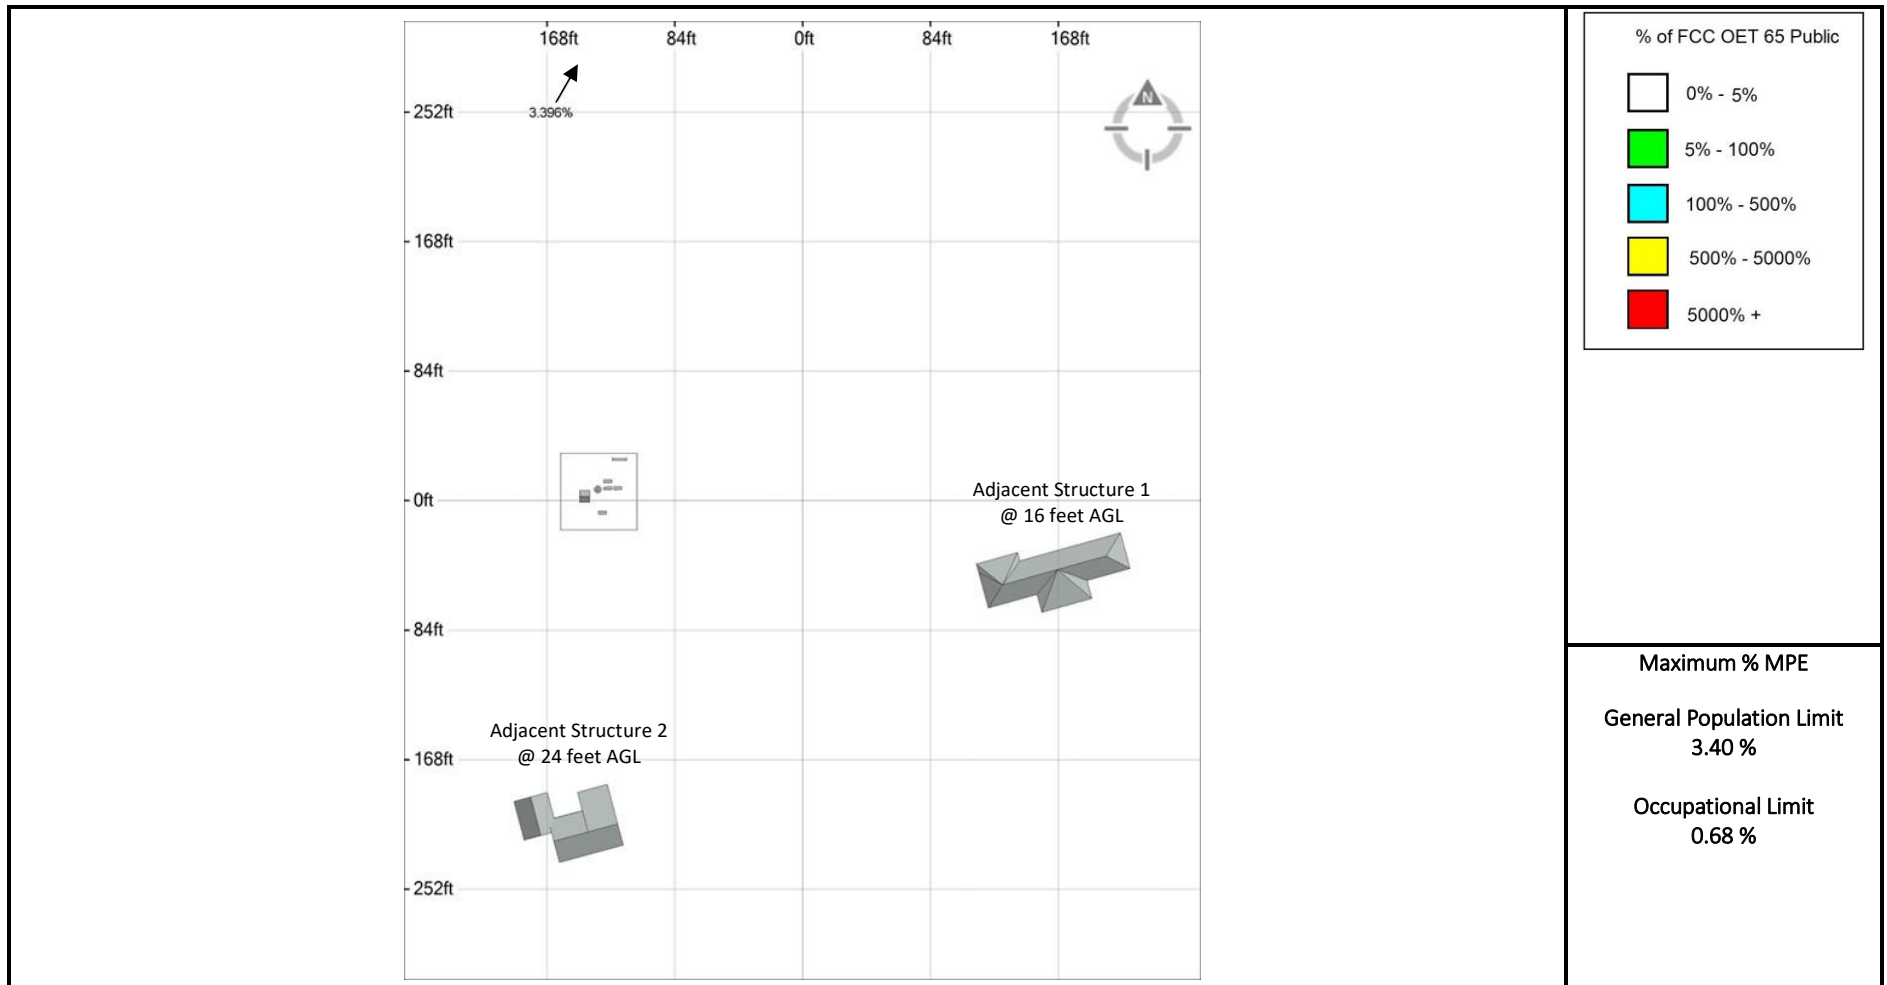 168ft 84ft 0ft 84ft 168ft
3.396%
252ft
168ft
84ft
0ft
84ft
168ft
252ft
N
Adjacent Structure 1
@ 16 feet AGL
Adjacent Structure 2
@ 24 feet AGL
% of FCC OET 65 Public
0% - 5%
5% - 100%
100% - 500%
500% - 5000%
5000% +
Maximum % MPE
General Population Limit
3.40 %
Occupational Limit
0.68 %